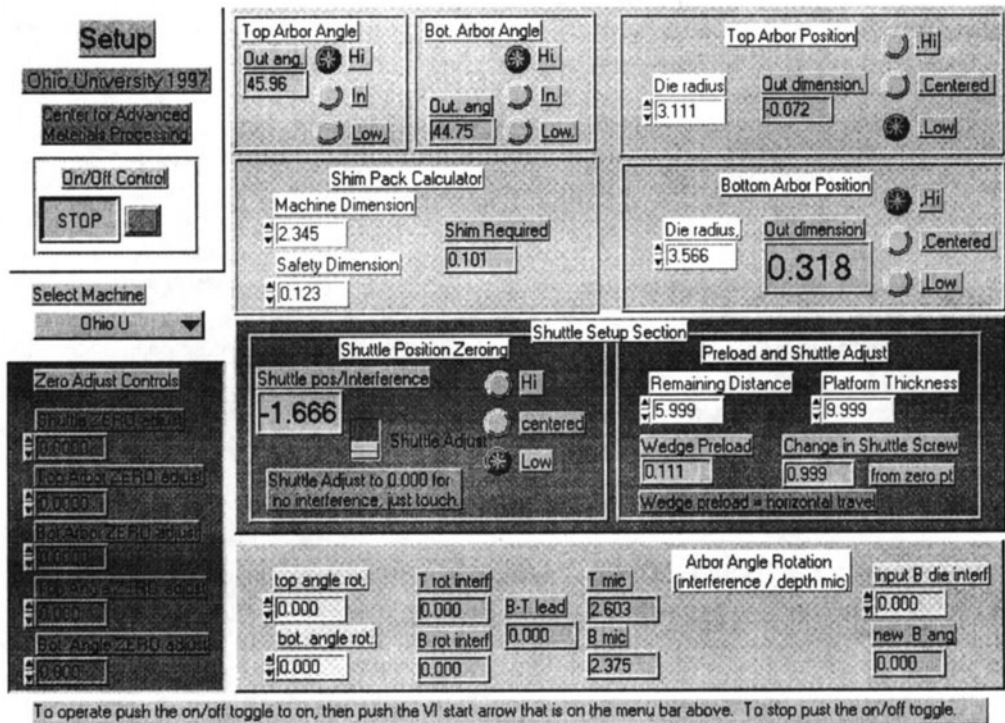 Setup
Ohio University 1997
Center for Advanced
Materials Processing
On/Off Control
STOP
Select Machine
Ohio U
Zero Adjust Controls
Shuttle ZERO adjust
0.0000
Top Arbor ZERO adjust
0.0000
Bot Arbor ZERO adjust
0.0000
Top Angle ZERO adjust
0.000
Bot. Angle ZERO adjust
0.000
Top Arbor Angle
Out ang.
45.96
Hi
In
Low.
Bot. Arbor Angle
Out. ang
44.75
Hi.
In.
Low.
Top Arbor Position
Die radius
3.111
Out dimension.
-0.072
.Hi
.Centered
.Low
Shim Pack Calculator
Machine Dimension
2.345
Safety Dimension
0.123
Shim Required
0.101
Bottom Arbor Position
Die radius.
3.566
Out dimension
0.318
,Hi
,Centered
,Low
Shuttle Setup Section
Shuttle Position Zeroing
Shuttle pos/Interference
-1.666
Shuttle Adjust
Hi
centered
Low
Shuttle Adjust to 0.000 for
no interference, just touch.
Preload and Shuttle Adjust
Remaining Distance
5.999
Platform Thickness
9.999
Wedge Preload
0.111
Change in Shuttle Screw
0.999
from zero pt
Wedge preload = horizontal travel
top angle rot.
0.000
bot. angle rot.
0.000
T rot interf
0.000
B rot interf
0.000
B-T lead
0.000
T mic
2.603
B mic
2.375
Arbor Angle Rotation
(interference / depth mic)
input B die interf
0.000
new B ang
0.000
To operate push the on/off toggle to on, then push the VI start arrow that is on the menu bar above. To stop pust the on/off toggle.